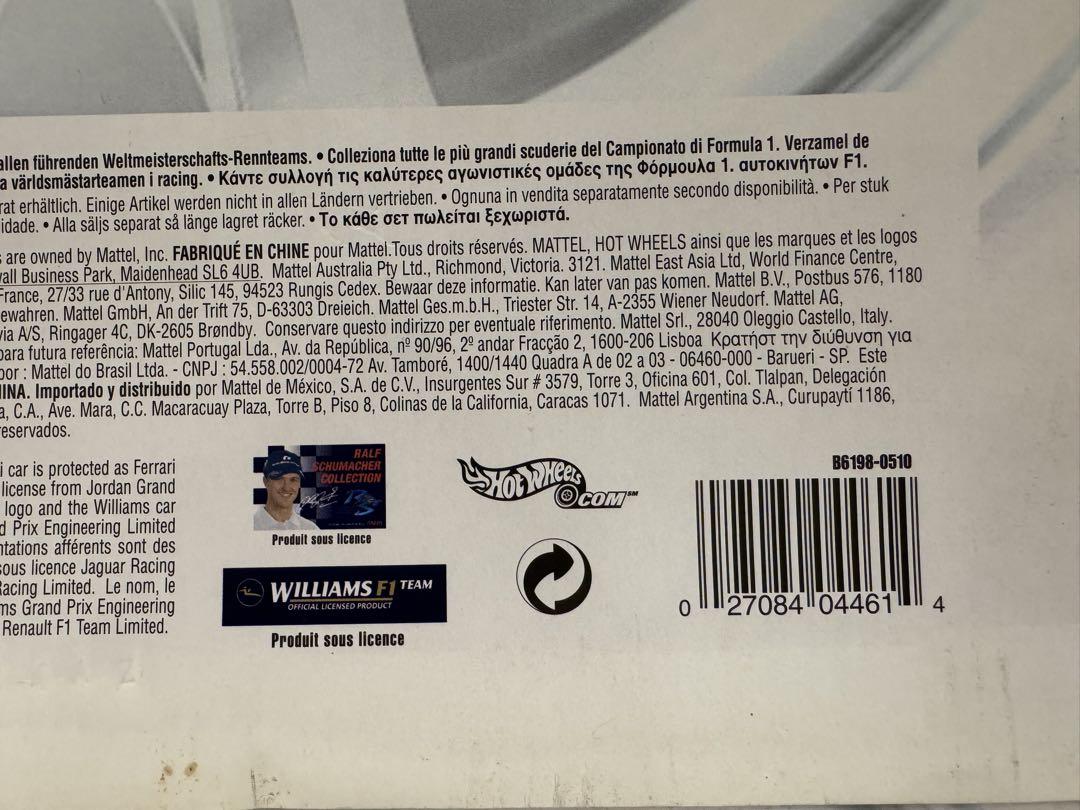 allen führenden Weltmeisterschafts-Rennteams. • Colleziona tutte le più grandi scuderie del Campionato di Formula 1. Verzamel de
a världsmästarteamen i racing. • Κάντε συλλογή τις καλύτερες αγωνιστικές ομάδες της Φόρμουλα 1. αυτοκινήτων F1.
rat erhältlich. Einige Artikel werden nicht in allen Ländern vertrieben. • Ognuna in vendita separatamente secondo disponibilità. • Per stuk
idade. • Alla säljs separat så länge lagret räcker. • Το κάθε σετ πωλείται ξεχωριστά.
s are owned by Mattel, Inc. FABRIQUÉ EN CHINE pour Mattel.Tous droits réservés. MATTEL, HOT WHEELS ainsi que les marques et les logos
wall Business Park, Maidenhead SL6 4UB. Mattel Australia Pty Ltd., Richmond, Victoria. 3121. Mattel East Asia Ltd, World Finance Centre,
France, 27/33 rue d'Antony, Silic 145, 94523 Rungis Cedex. Bewaar deze informatie. Kan later van pas komen. Mattel B.V., Postbus 576, 1180
ewahren. Mattel GmbH, An der Trift 75, D-63303 Dreieich. Mattel Ges.m.b.H., Triester Str. 14, A-2355 Wiener Neudorf. Mattel AG,
via A/S, Ringager 4C, DK-2605 Brøndby. Conservare questo indirizzo per eventuale riferimento. Mattel Srl., 28040 Oleggio Castello, Italy.
para futura referência: Mattel Portugal Lda., Av. da República, nº 90/96, 2º andar Fracção 2, 1600-206 Lisboa Κρατήστ την διύθυνση για
por : Mattel do Brasil Ltda. - CNPJ : 54.558.002/0004-72 Av. Tamboré, 1400/1440 Quadra A de 02 a 03 - 06460-000 - Barueri - SP. Este
HINA. Importado y distribuido por Mattel de México, S.A. de C.V., Insurgentes Sur # 3579, Torre 3, Oficina 601, Col. Tlalpan, Delegación
a, C.A., Ave. Mara, C.C. Macaracuay Plaza, Torre B, Piso 8, Colinas de la California, Caracas 1071. Mattel Argentina S.A., Curupaytí 1186,
reservados.
i car is protected as Ferrari
license from Jordan Grand
logo and the Williams car
d Prix Engineering Limited
ntations afférents sont des
sous licence Jaguar Racing
Racing Limited. Le nom, le
ms Grand Prix Engineering
Renault F1 Team Limited.
RALF
SCHUMACHER
COLLECTION
Produit sous licence
WILLIAMS F1 TEAM
OFFICIAL LICENSED PRODUCT
Produit sous licence
HOT WHEELS
.COM℠
B6198-0510
0 27084 04461 4